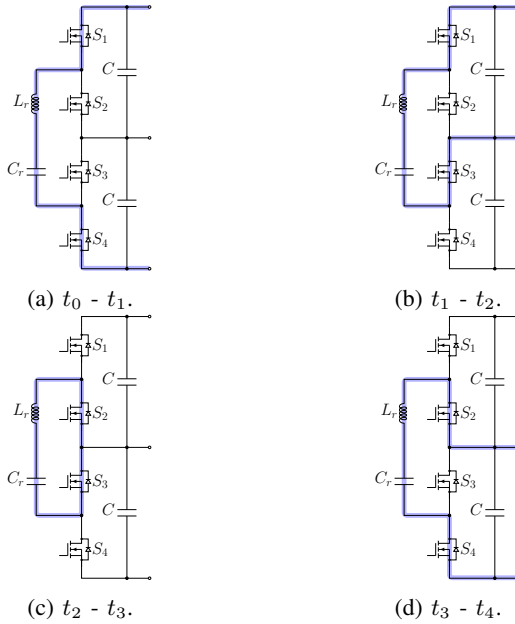 S₁
C
Lᵣ
S₂
Cᵣ
S₃
C
S₄
(a) t₀ - t₁.
S₁
C
Lᵣ
S₂
Cᵣ
S₃
C
S₄
(b) t₁ - t₂.
S₁
C
Lᵣ
S₂
Cᵣ
S₃
C
S₄
(c) t₂ - t₃.
S₁
C
Lᵣ
S₂
Cᵣ
S₃
C
S₄
(d) t₃ - t₄.